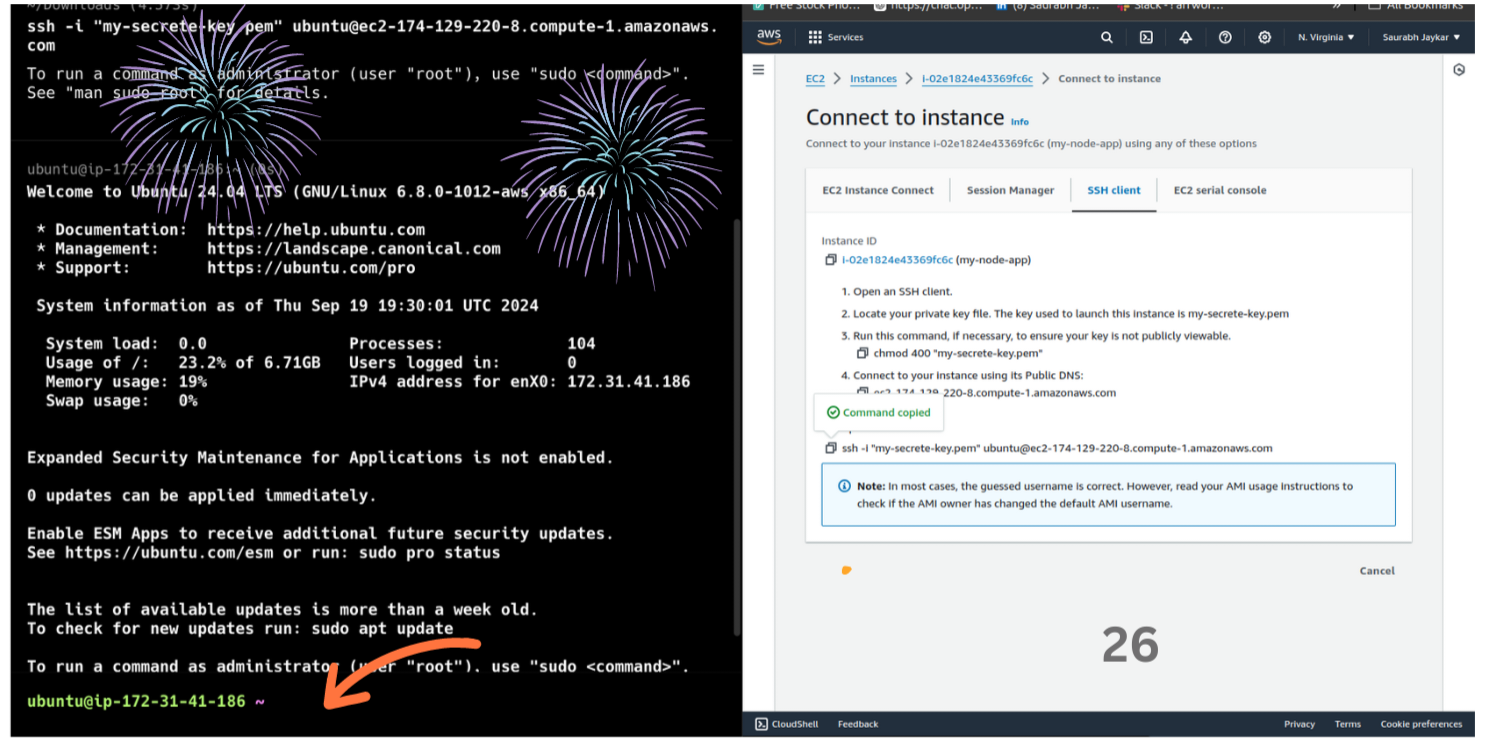 ~/Downloads (4.573s)
ssh -i "my-secrete-key.pem" ubuntu@ec2-174-129-220-8.compute-1.amazonaws.
com
To run a command as administrator (user "root"), use "sudo <command>".
See "man sudo_root" for details.
ubuntu@ip-172-31-41-186:~ (0s)
Welcome to Ubuntu 24.04 LTS (GNU/Linux 6.8.0-1012-aws x86_64)
* Documentation: https://help.ubuntu.com
* Management: https://landscape.canonical.com
* Support: https://ubuntu.com/pro
System information as of Thu Sep 19 19:30:01 UTC 2024
System load: 0.0 Processes: 104
Usage of /: 23.2% of 6.71GB Users logged in: 0
Memory usage: 19% IPv4 address for enX0: 172.31.41.186
Swap usage: 0%
Expanded Security Maintenance for Applications is not enabled.
0 updates can be applied immediately.
Enable ESM Apps to receive additional future security updates.
See https://ubuntu.com/esm or run: sudo pro status
The list of available updates is more than a week old.
To check for new updates run: sudo apt update
To run a command as administrator (user "root"). use "sudo <command>".
ubuntu@ip-172-31-41-186 ~
Free Stock Pho... https://chat.op... (6) Saurabh Ja... » All Bookmarks
aws Services N. Virginia ▼ Saurabh Jaykar ▼
EC2 > Instances > i-02e1824e43369fc6c > Connect to instance
Connect to instance Info
Connect to your instance i-02e1824e43369fc6c (my-node-app) using any of these options
EC2 Instance Connect Session Manager SSH client EC2 serial console
Instance ID
i-02e1824e43369fc6c (my-node-app)
1. Open an SSH client.
2. Locate your private key file. The key used to launch this instance is my-secrete-key.pem
3. Run this command, if necessary, to ensure your key is not publicly viewable.
chmod 400 "my-secrete-key.pem"
4. Connect to your instance using its Public DNS:
ec2-174-129-220-8.compute-1.amazonaws.com
Command copied
ssh -i "my-secrete-key.pem" ubuntu@ec2-174-129-220-8.compute-1.amazonaws.com
Note: In most cases, the guessed username is correct. However, read your AMI usage instructions to
check if the AMI owner has changed the default AMI username.
Cancel
26
CloudShell Feedback Privacy Terms Cookie preferences